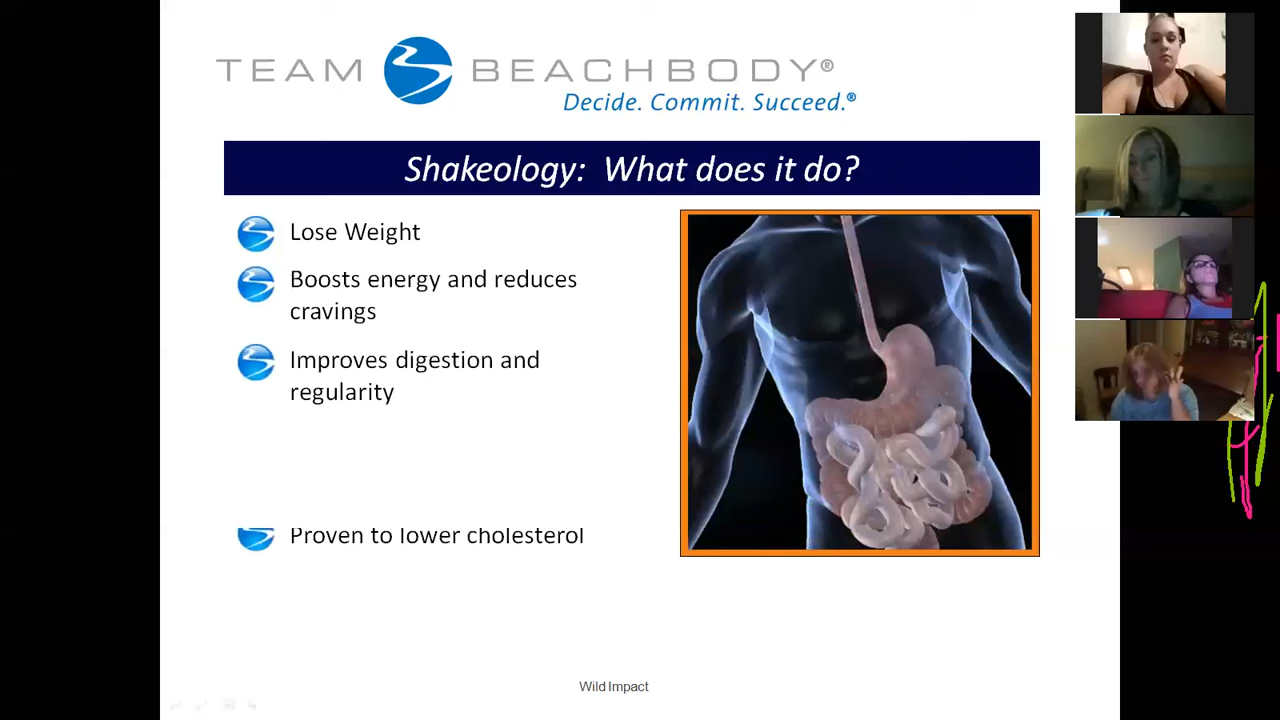 TEAM BEACHBODY®
Decide. Commit. Succeed.®
Shakeology: What does it do?
Lose Weight
Boosts energy and reduces
cravings
Improves digestion and
regularity
Proven to lower cholesterol
Wild Impact